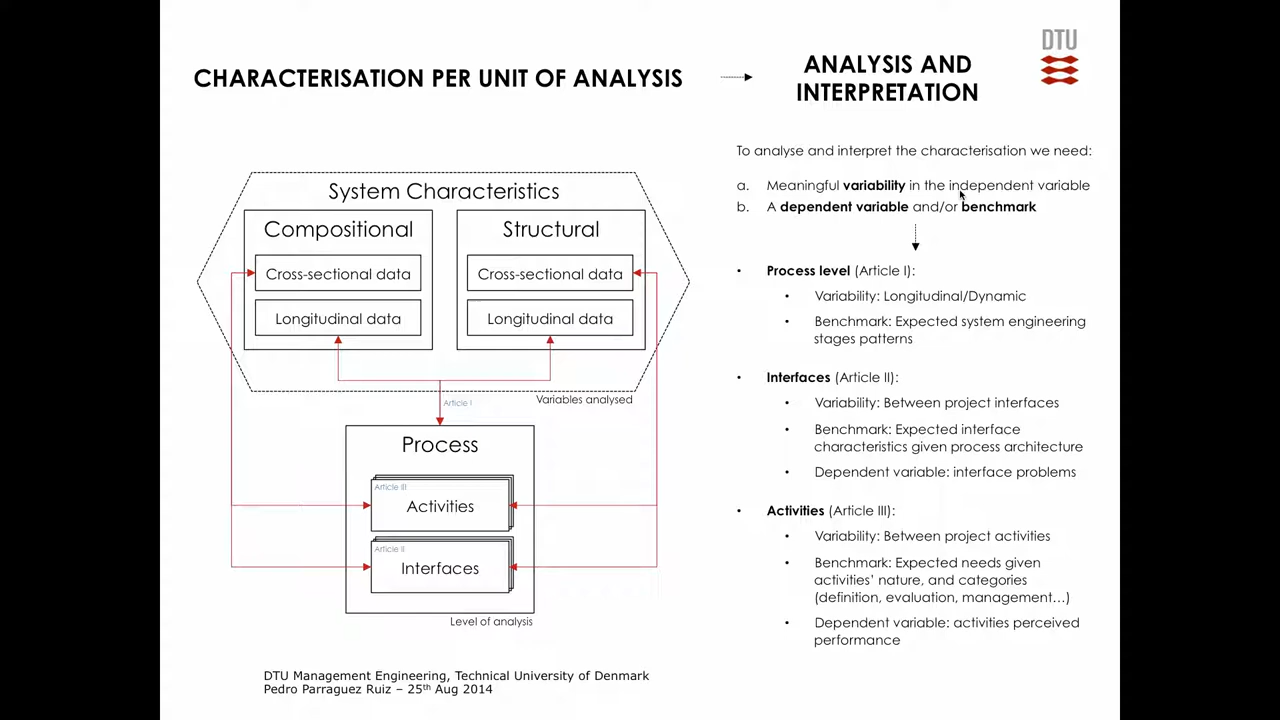 CHARACTERISATION PER UNIT OF ANALYSIS
ANALYSIS AND
INTERPRETATION
DTU
System Characteristics
Compositional
Cross-sectional data
Longitudinal data
Structural
Cross-sectional data
Longitudinal data
Variables analysed
Article I
Process
Article III
Activities
Article II
Interfaces
Level of analysis
To analyse and interpret the characterisation we need:
a. Meaningful variability in the independent variable
b. A dependent variable and/or benchmark
• Process level (Article I):
• Variability: Longitudinal/Dynamic
• Benchmark: Expected system engineering
stages patterns
• Interfaces (Article II):
• Variability: Between project interfaces
• Benchmark: Expected interface
characteristics given process architecture
• Dependent variable: interface problems
• Activities (Article III):
• Variability: Between project activities
• Benchmark: Expected needs given
activities’ nature, and categories
(definition, evaluation, management…)
• Dependent variable: activities perceived
performance
DTU Management Engineering, Technical University of Denmark
Pedro Parraguez Ruiz – 25th Aug 2014